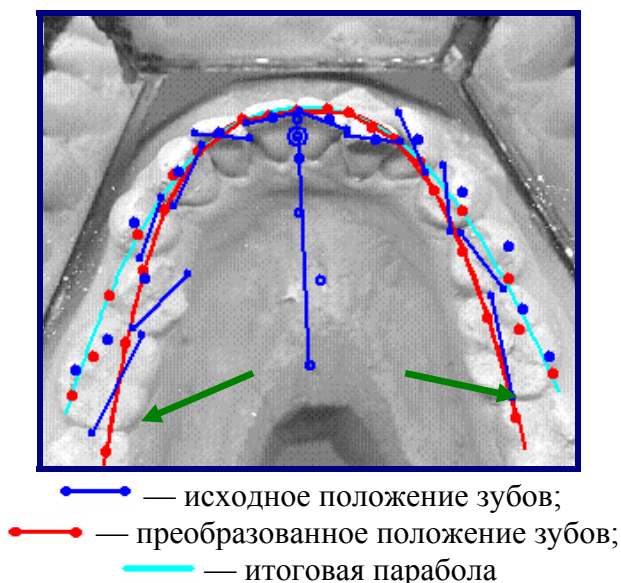 — исходное положение зубов;
— преобразованное положение зубов;
— итоговая парабола